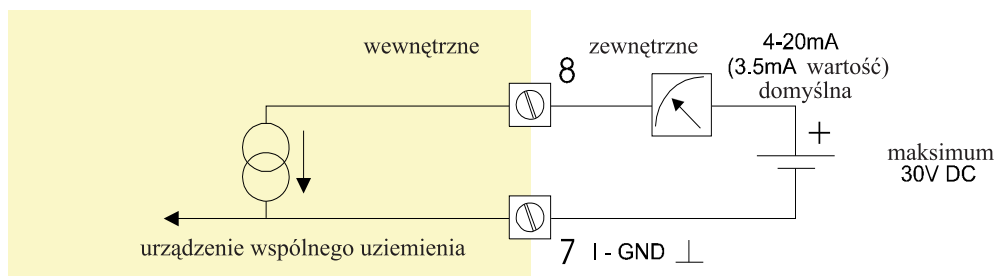 wewnętrzne
zewnętrzne
4-20mA
(3.5mA wartość)
domyślna
8
+
maksimum
30V DC
urządzenie wspólnego uziemienia
7 I - GND ⊥